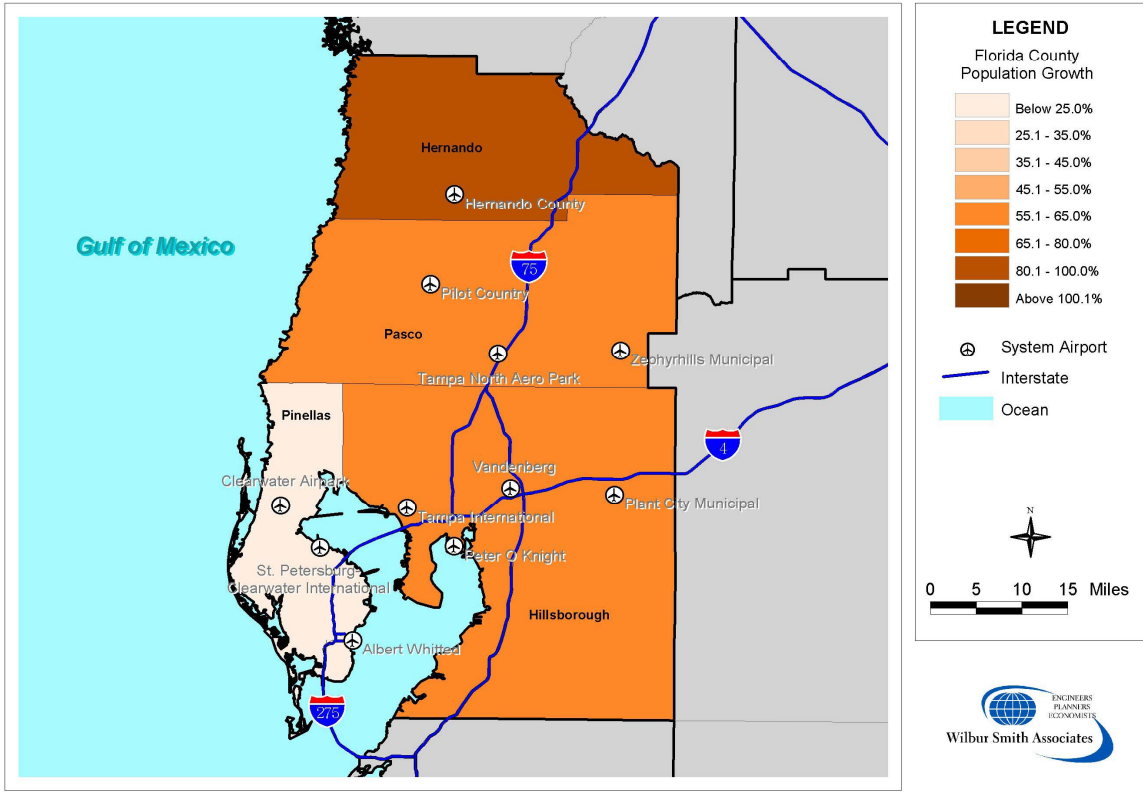 Hernando
Hernando County
Gulf of Mexico
75
Pilot Country
Pasco
Zephyrhills Municipal
Tampa North Aero Park
Pinellas
4
Vandenberg
Clearwater Airpark
Plant City Municipal
Tampa International
Peter O Knight
St. Petersburg-
Clearwater International
Hillsborough
Albert Whitted
275
LEGEND
Florida County
Population Growth
Below 25.0%
25.1 - 35.0%
35.1 - 45.0%
45.1 - 55.0%
55.1 - 65.0%
65.1 - 80.0%
80.1 - 100.0%
Above 100.1%
System Airport
Interstate
Ocean
N
0 5 10 15 Miles
ENGINEERS
PLANNERS
ECONOMISTS
Wilbur Smith Associates